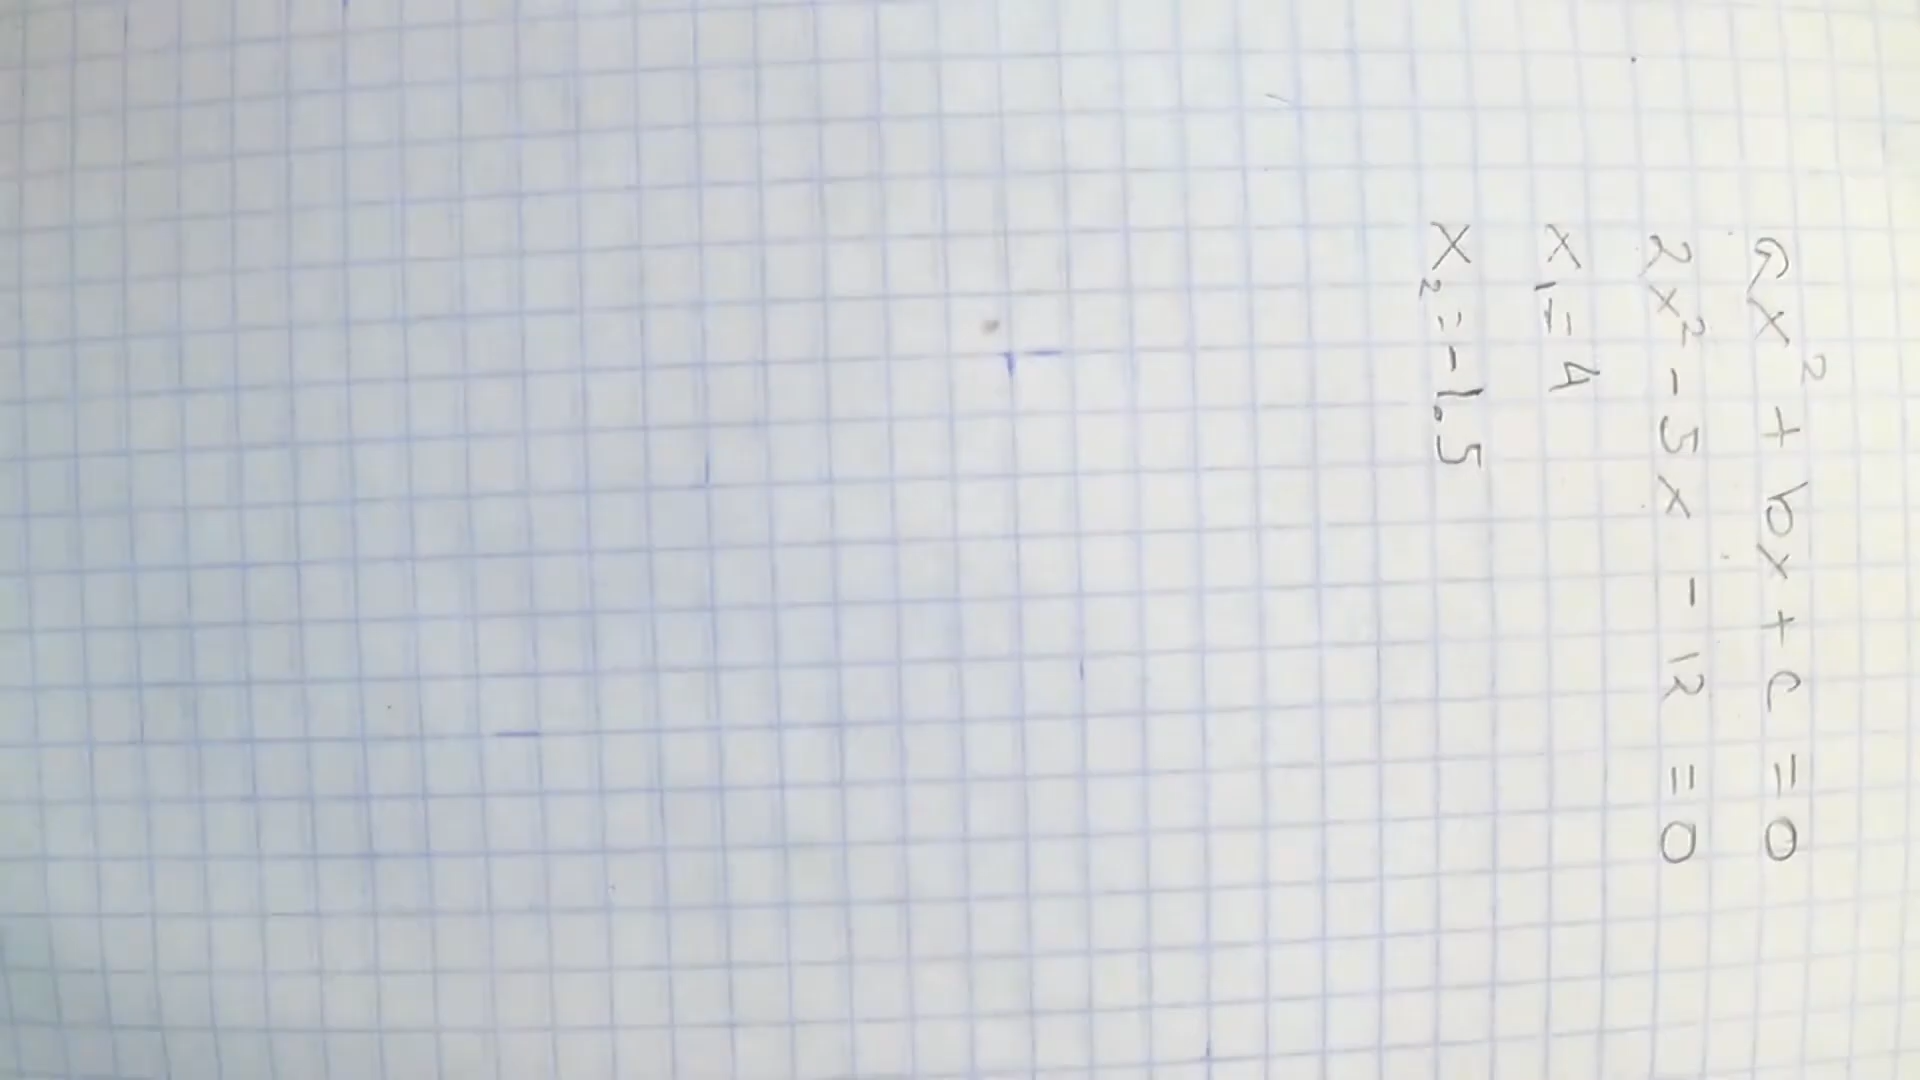 ax² + bx + c = 0
2x² - 5x - 12 = 0
x₁ = 4
x₂ = -1.5